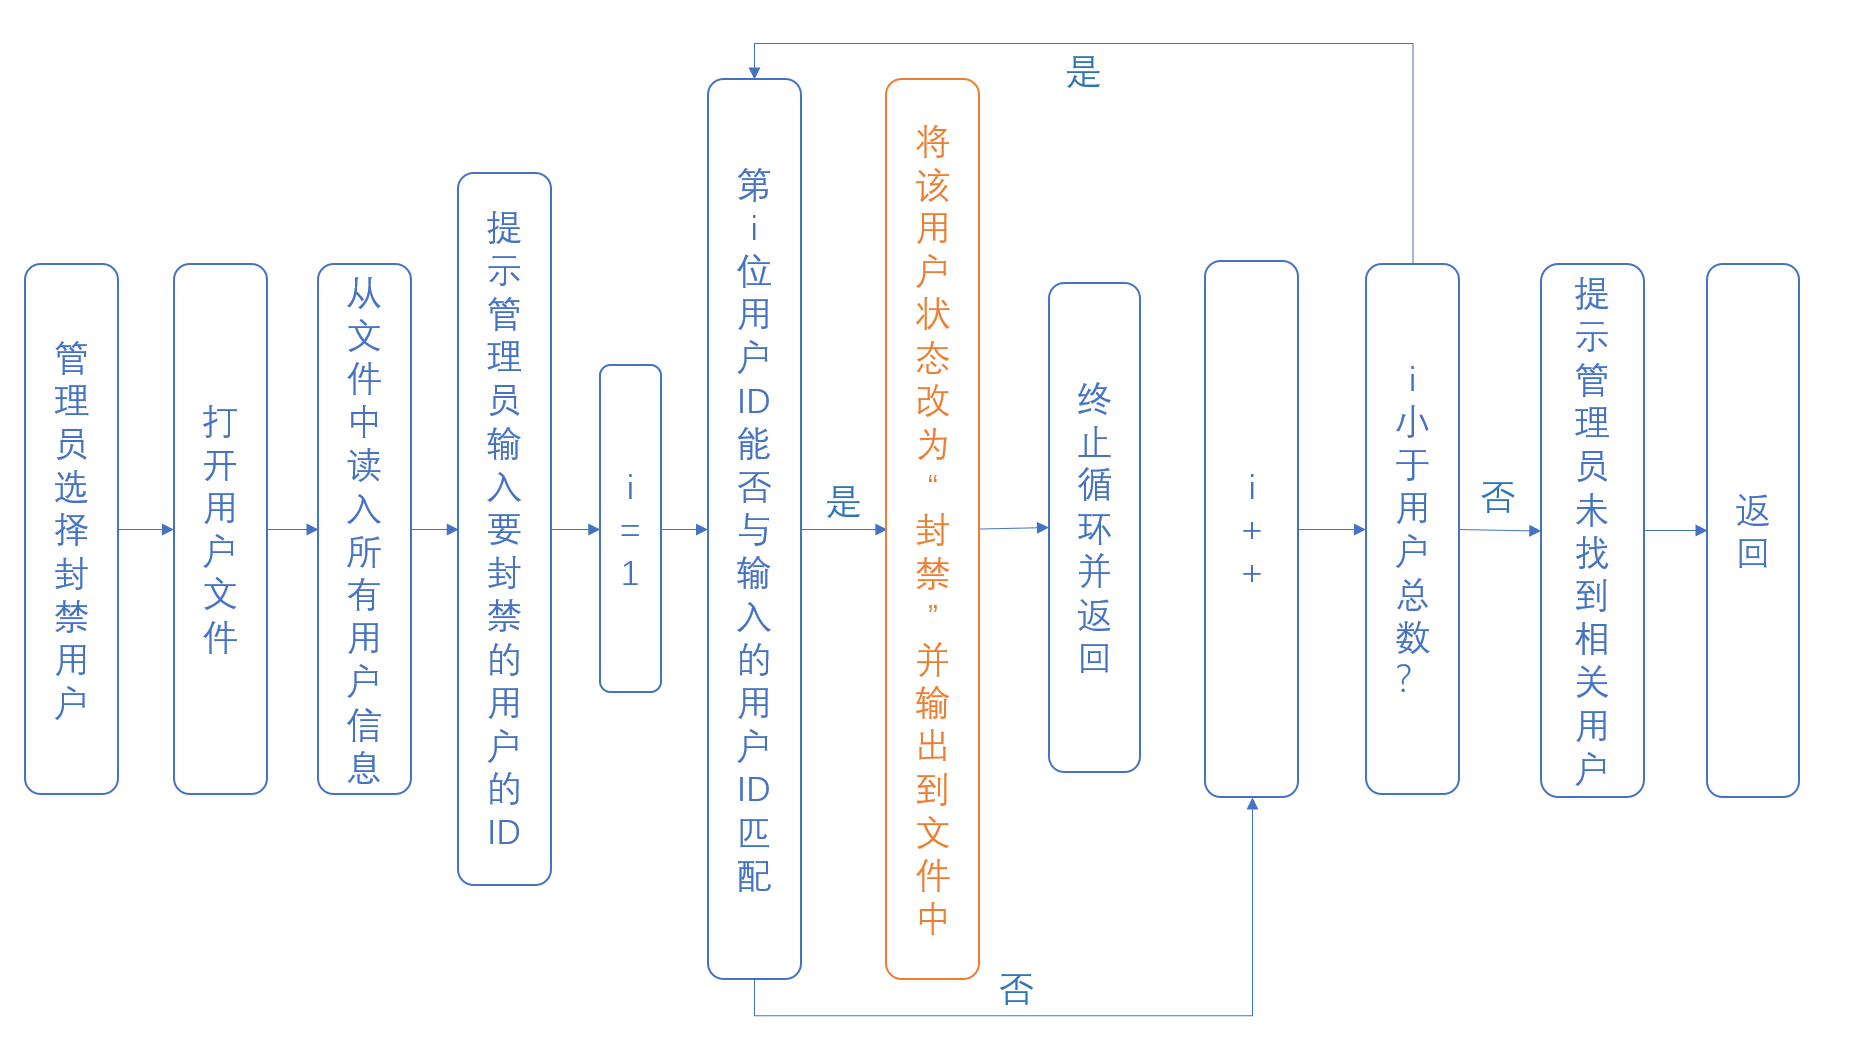 管理员选择封禁用户
打开用户文件
从文件中读入所有用户信息
提示管理员输入要封禁的用户的ID
i=1
第i位用户ID能否与输入的用户ID匹配
是
将该用户状态改为“封禁”并输出到文件中
终止循环并返回
否
i++
i小于用户总数?
是
否
提示管理员未找到相关用户
返回